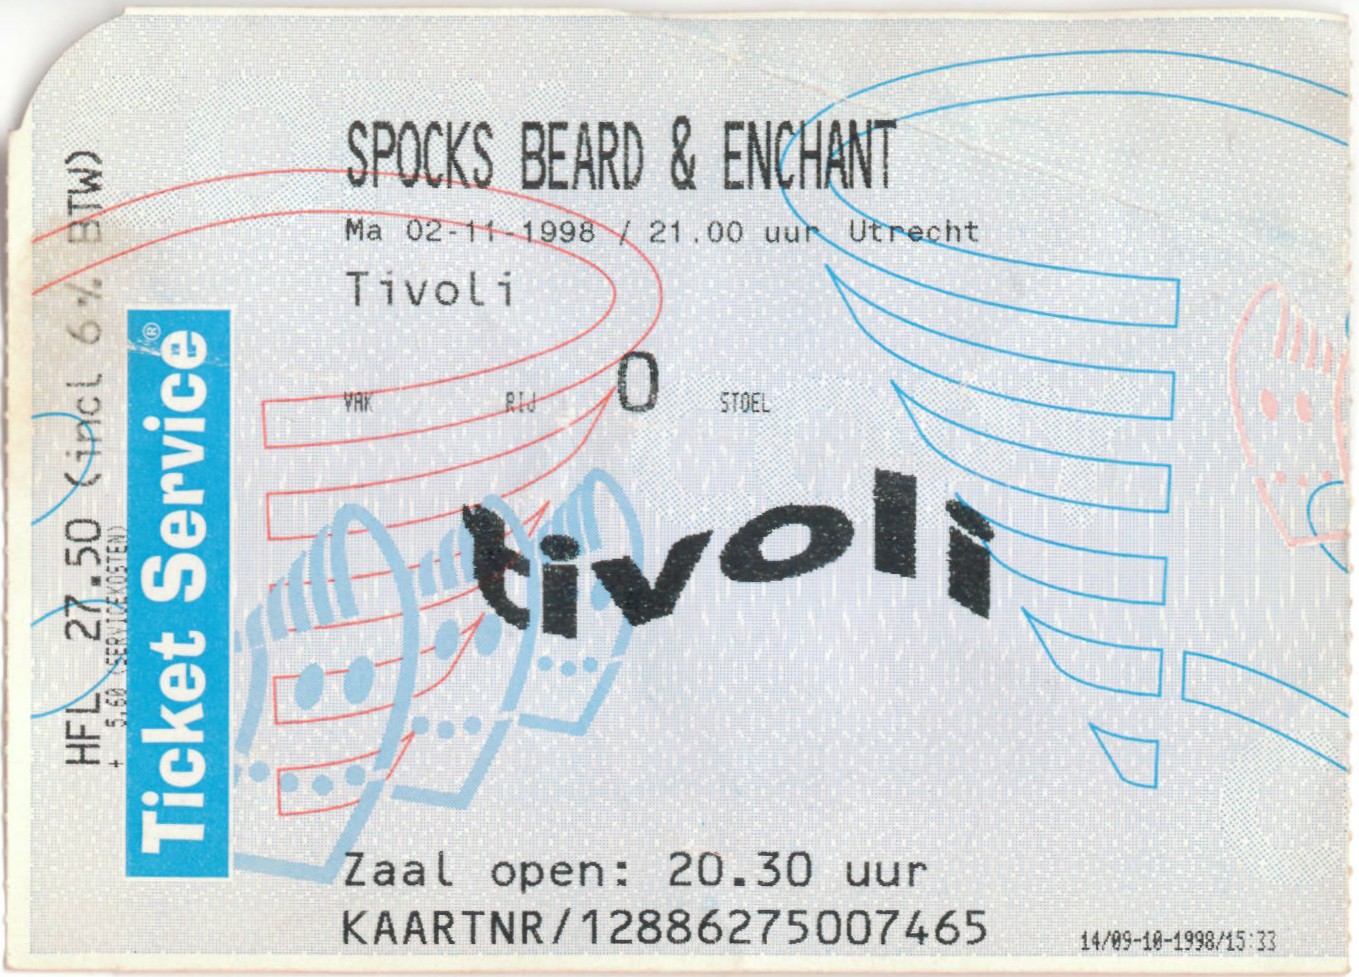 SPOCKS BEARD & ENCHANT
Ma 02-11-1998 / 21.00 uur Utrecht
Tivoli
VAK RIJ 0 STOEL
tivoli
Zaal open: 20.30 uur
KAARTNR/12886275007465
14/09-10-1998/15:33
HFL 27.50 (incl 6 % BTW)
+ 5,60 (SERVICEKOSTEN)
Ticket Service®